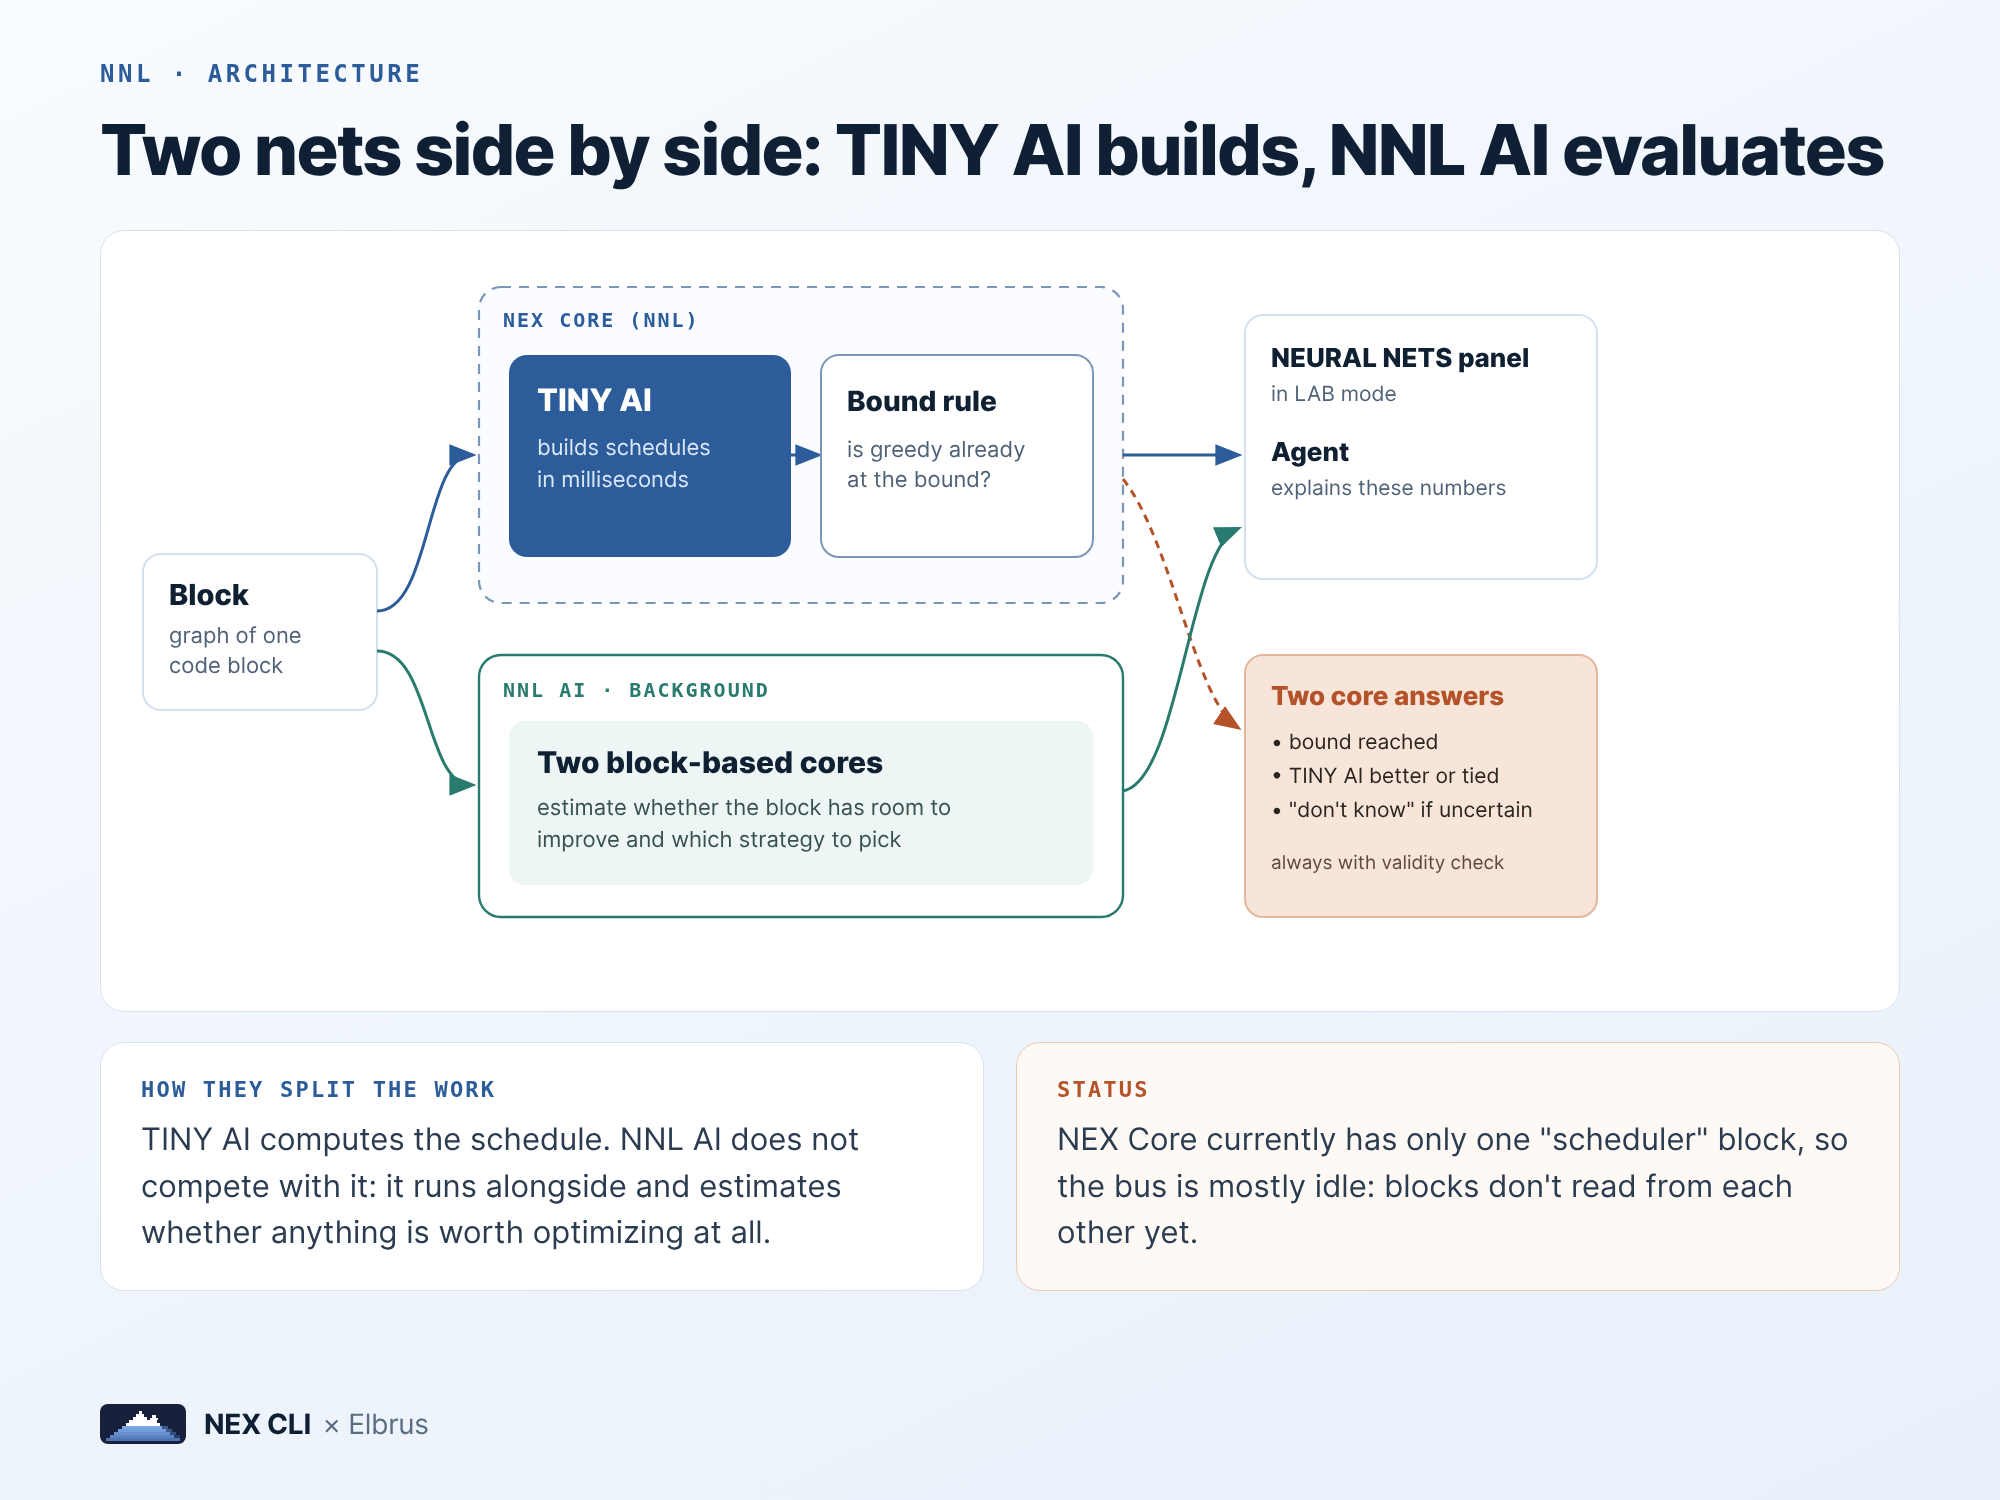 NNL · ARCHITECTURE
Two nets side by side: TINY AI builds, NNL AI evaluates
NEX CORE (NNL)
TINY AI
builds schedules
in milliseconds
Bound rule
is greedy already
at the bound?
NEURAL NETS panel
in LAB mode
Agent
explains these numbers
Block
graph of one
code block
NNL AI · BACKGROUND
Two block-based cores
estimate whether the block has room to
improve and which strategy to pick
Two core answers
• bound reached
• TINY AI better or tied
• "don't know" if uncertain
always with validity check
HOW THEY SPLIT THE WORK
TINY AI computes the schedule. NNL AI does not
compete with it: it runs alongside and estimates
whether anything is worth optimizing at all.
STATUS
NEX Core currently has only one "scheduler" block, so
the bus is mostly idle: blocks don't read from each
other yet.
NEX CLI × Elbrus